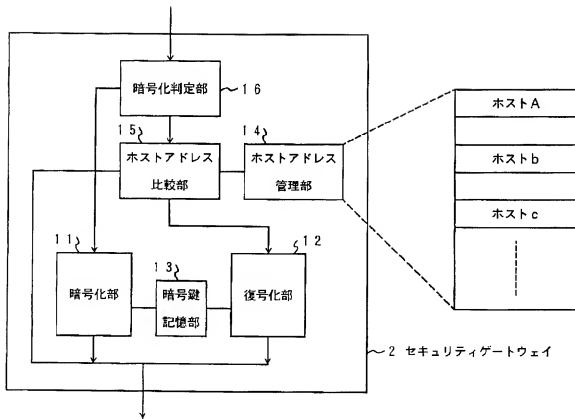 暗号化判定部
16
15
14
ホストアドレス
比較部
ホストアドレス
管理部
ホストA
ホストb
ホストc
11
12
13
暗号化部
暗号鍵
記憶部
復号化部
2 セキュリティゲートウェイ